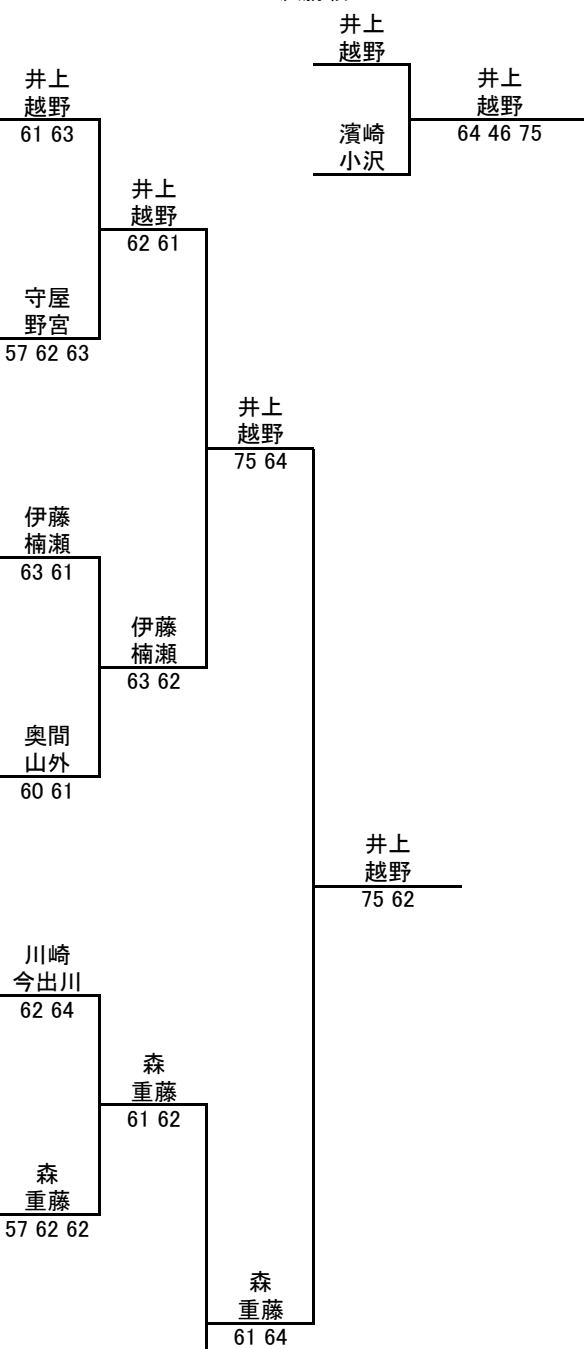 井上
越野
井上
越野
64 46 75
濱崎
小沢
井上
越野
61 63
井上
越野
62 61
守屋
野宮
57 62 63
井上
越野
75 64
伊藤
楠瀬
63 61
伊藤
楠瀬
63 62
奥間
山外
60 61
井上
越野
75 62
川崎
今出川
62 64
森
重藤
61 62
森
重藤
57 62 62
森
重藤
61 64